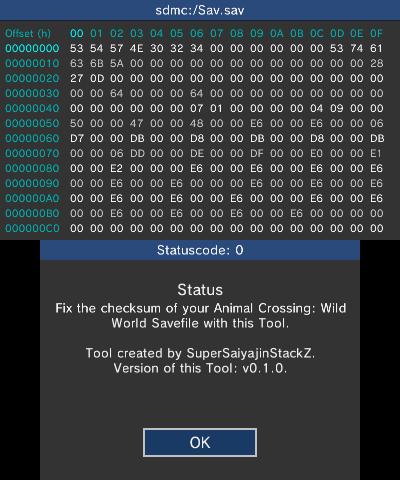 sdmc:/Sav.sav
Offset (h) 00 01 02 03 04 05 06 07 08 09 0A 0B 0C 0D 0E 0F
00000000 53 54 57 4E 30 32 34 00 00 00 00 00 00 53 74 61
00000010 63 6B 5A 00 00 00 00 00 00 00 00 00 00 00 00 28
00000020 27 0D 00 00 00 00 00 00 00 00 00 00 00 00 00 00
00000030 00 00 64 00 00 00 64 00 00 00 00 00 00 00 00 00
00000040 00 00 00 00 00 00 07 01 00 00 00 00 04 09 00 00
00000050 50 00 00 47 00 00 48 00 00 E6 00 00 E6 00 00 06
00000060 D7 00 00 DB 00 00 D8 00 00 DB 00 00 D8 00 00 DB
00000070 00 00 06 DD 00 00 DE 00 00 DF 00 00 E0 00 00 E1
00000080 00 00 E2 00 00 00 E6 00 00 E6 00 00 E6 00 00 E6
00000090 00 00 E6 00 00 E6 00 00 E6 00 00 E6 00 00 E6 00
000000A0 00 E6 00 00 E6 00 00 E6 00 00 E6 00 00 E6 00 00
000000B0 00 00 E6 00 00 E6 00 00 E6 00 00 E6 00 00 00 00
000000C0 00 00 00 00 00 00 00 00 00 00 00 00 00 00 00 00
Statuscode: 0
Status
Fix the checksum of your Animal Crossing: Wild
World Savefile with this Tool.
Tool created by SuperSaiyajinStackZ.
Version of this Tool: v0.1.0.
OK